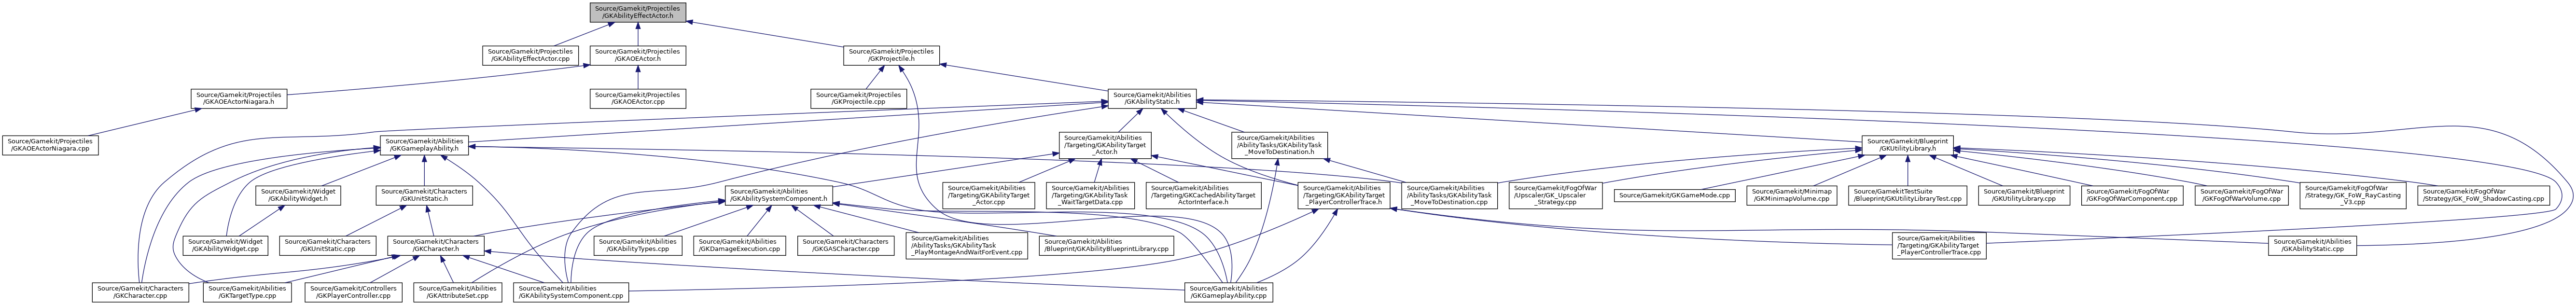 Source/Gamekit/Projectiles
/GKAbilityEffectActor.h
Source/Gamekit/Projectiles
/GKAbilityEffectActor.cpp
Source/Gamekit/Projectiles
/GKAOEActor.h
Source/Gamekit/Projectiles
/GKProjectile.h
Source/Gamekit/Projectiles
/GKAOEActorNiagara.h
Source/Gamekit/Projectiles
/GKAOEActor.cpp
Source/Gamekit/Projectiles
/GKProjectile.cpp
Source/Gamekit/Abilities
/GKAbilityStatic.h
Source/Gamekit/Projectiles
/GKAOEActorNiagara.cpp
Source/Gamekit/Abilities
/GKGameplayAbility.h
Source/Gamekit/Abilities
/Targeting/GKAbilityTarget
_Actor.h
Source/Gamekit/Abilities
/AbilityTasks/GKAbilityTask
_MoveToDestination.h
Source/Gamekit/Blueprint
/GKUtilityLibrary.h
Source/Gamekit/Widget
/GKAbilityWidget.h
Source/Gamekit/Characters
/GKUnitStatic.h
Source/Gamekit/Abilities
/GKAbilitySystemComponent.h
Source/Gamekit/Abilities
/Targeting/GKAbilityTarget
_Actor.cpp
Source/Gamekit/Abilities
/Targeting/GKAbilityTask
_WaitTargetData.cpp
Source/Gamekit/Abilities
/Targeting/GKCachedAbilityTarget
ActorInterface.h
Source/Gamekit/Abilities
/Targeting/GKAbilityTarget
_PlayerControllerTrace.h
Source/Gamekit/Abilities
/AbilityTasks/GKAbilityTask
_MoveToDestination.cpp
Source/Gamekit/FogOfWar
/Upscaler/GK_Upscaler
_Strategy.cpp
Source/Gamekit/GKGameMode.cpp
Source/Gamekit/Minimap
/GKMinimapVolume.cpp
Source/GamekitTestSuite
/Blueprint/GKUtilityLibraryTest.cpp
Source/Gamekit/Blueprint
/GKUtilityLibrary.cpp
Source/Gamekit/FogOfWar
/GKFogOfWarComponent.cpp
Source/Gamekit/FogOfWar
/GKFogOfWarVolume.cpp
Source/Gamekit/FogOfWar
/Strategy/GK_FoW_RayCasting
_V3.cpp
Source/Gamekit/FogOfWar
/Strategy/GK_FoW_ShadowCasting.cpp
Source/Gamekit/Widget
/GKAbilityWidget.cpp
Source/Gamekit/Characters
/GKUnitStatic.cpp
Source/Gamekit/Characters
/GKCharacter.h
Source/Gamekit/Abilities
/GKAbilityTypes.cpp
Source/Gamekit/Abilities
/GKDamageExecution.cpp
Source/Gamekit/Characters
/GKGASCharacter.cpp
Source/Gamekit/Abilities
/AbilityTasks/GKAbilityTask
_PlayMontageAndWaitForEvent.cpp
Source/Gamekit/Abilities
/Blueprint/GKAbilityBlueprintLibrary.cpp
Source/Gamekit/Abilities
/Targeting/GKAbilityTarget
_PlayerControllerTrace.cpp
Source/Gamekit/Abilities
/GKAbilityStatic.cpp
Source/Gamekit/Characters
/GKCharacter.cpp
Source/Gamekit/Abilities
/GKTargetType.cpp
Source/Gamekit/Controllers
/GKPlayerController.cpp
Source/Gamekit/Abilities
/GKAttributeSet.cpp
Source/Gamekit/Abilities
/GKAbilitySystemComponent.cpp
Source/Gamekit/Abilities
/GKGameplayAbility.cpp